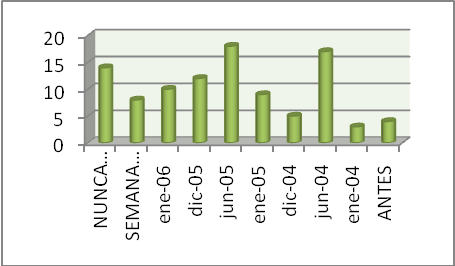 20
15
10
5
0
NUNCA...
SEMANA...
ene-06
dic-05
jun-05
ene-05
dic-04
jun-04
ene-04
ANTES